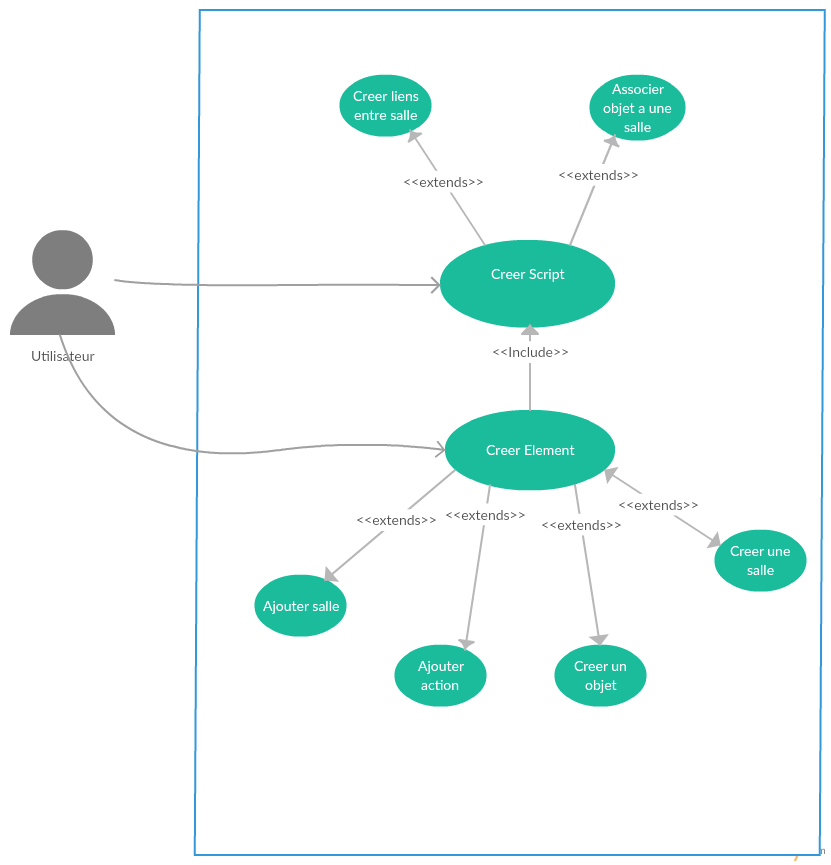 Creer liens
entre salle
Associer
objet a une
salle
<<extends>>
<<extends>>
Creer Script
<<Include>>
Utilisateur
Creer Element
<<extends>>
<<extends>>
<<extends>>
<<extends>>
Creer une
salle
Ajouter salle
Ajouter
action
Creer un
objet